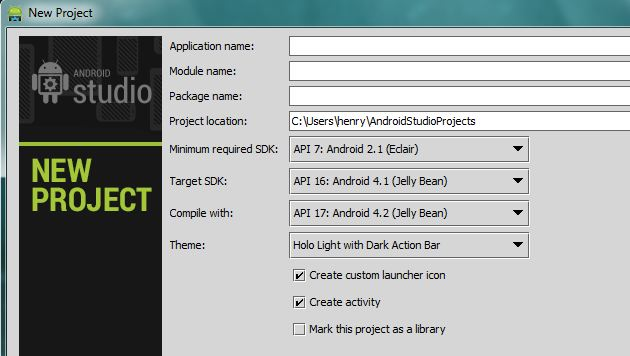 New Project
ANDROID
studio
NEW
PROJECT
Application name:
Module name:
Package name:
Project location: C:\Users\henry\AndroidStudioProjects
Minimum required SDK: API 7: Android 2.1 (Eclair)
Target SDK: API 16: Android 4.1 (Jelly Bean)
Compile with: API 17: Android 4.2 (Jelly Bean)
Theme: Holo Light with Dark Action Bar
Create custom launcher icon
Create activity
Mark this project as a library